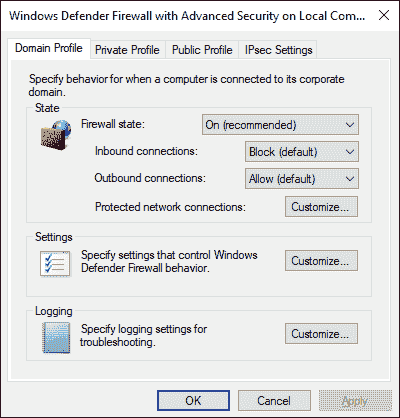 Windows Defender Firewall with Advanced Security on Local Com...
Domain Profile Private Profile Public Profile IPsec Settings
Specify behavior for when a computer is connected to its corporate
domain.
State
Firewall state: On (recommended)
Inbound connections: Block (default)
Outbound connections: Allow (default)
Protected network connections: Customize...
Settings
Specify settings that control Windows
Defender Firewall behavior.
Customize...
Logging
Specify logging settings for
troubleshooting.
Customize...
OK Cancel Apply